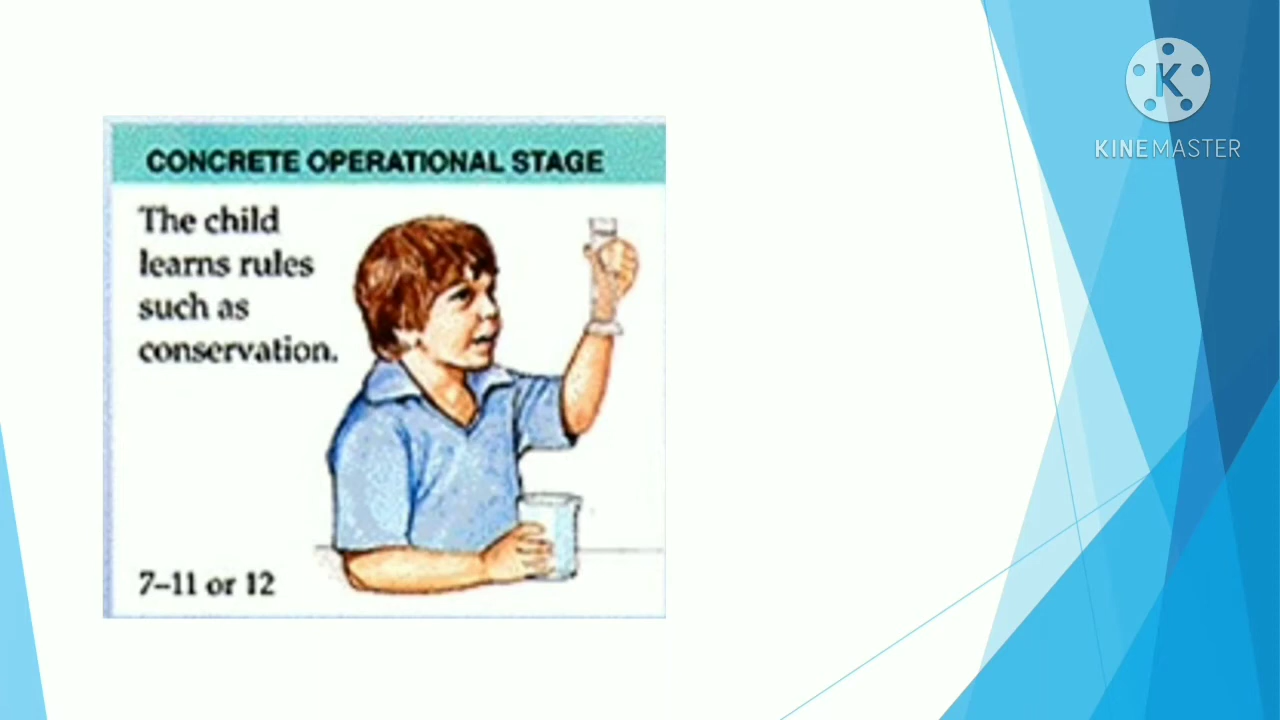 CONCRETE OPERATIONAL STAGE
The child
learns rules
such as
conservation.
7–11 or 12
K
KINEMASTER